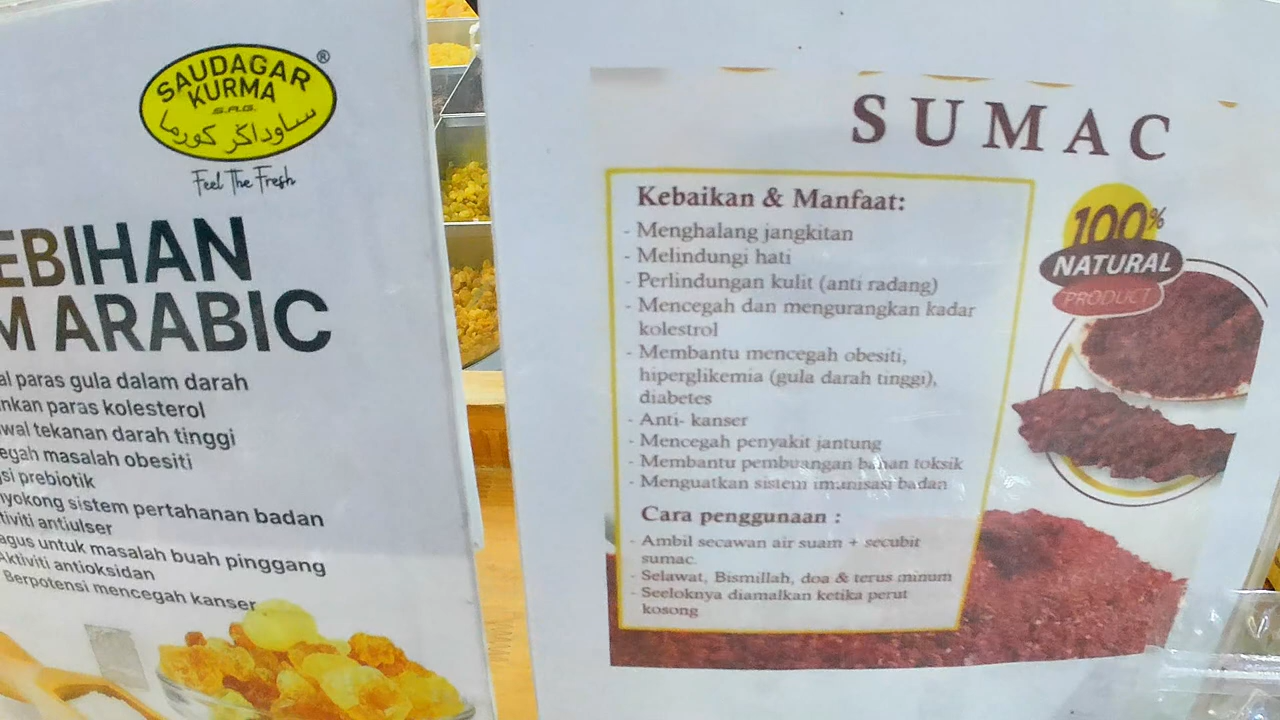 SAUDAGAR
KURMA
S.A.G.
ساوداݢر كورما
®
Feel The Fresh
EBIHAN
M ARABIC
al paras gula dalam darah
nkan paras kolesterol
wal tekanan darah tinggi
egah masalah obesiti
si prebiotik
nyokong sistem pertahanan badan
tiviti antiulser
agus untuk masalah buah pinggang
Aktiviti antioksidan
Berpotensi mencegah kanser
SUMAC
Kebaikan & Manfaat:
- Menghalang jangkitan
- Melindungi hati
- Perlindungan kulit (anti radang)
- Mencegah dan mengurangkan kadar
kolestrol
- Membantu mencegah obesiti,
hiperglikemia (gula darah tinggi),
diabetes
- Anti- kanser
- Mencegah penyakit jantung
- Membantu pembuangan bahan toksik
- Menguatkan sistem imunisasi badan
Cara penggunaan :
- Ambil secawan air suam + secubit
sumac.
- Selawat, Bismillah, doa & terus minum
- Seeloknya diamalkan ketika perut
kosong
100%
NATURAL
PRODUCT